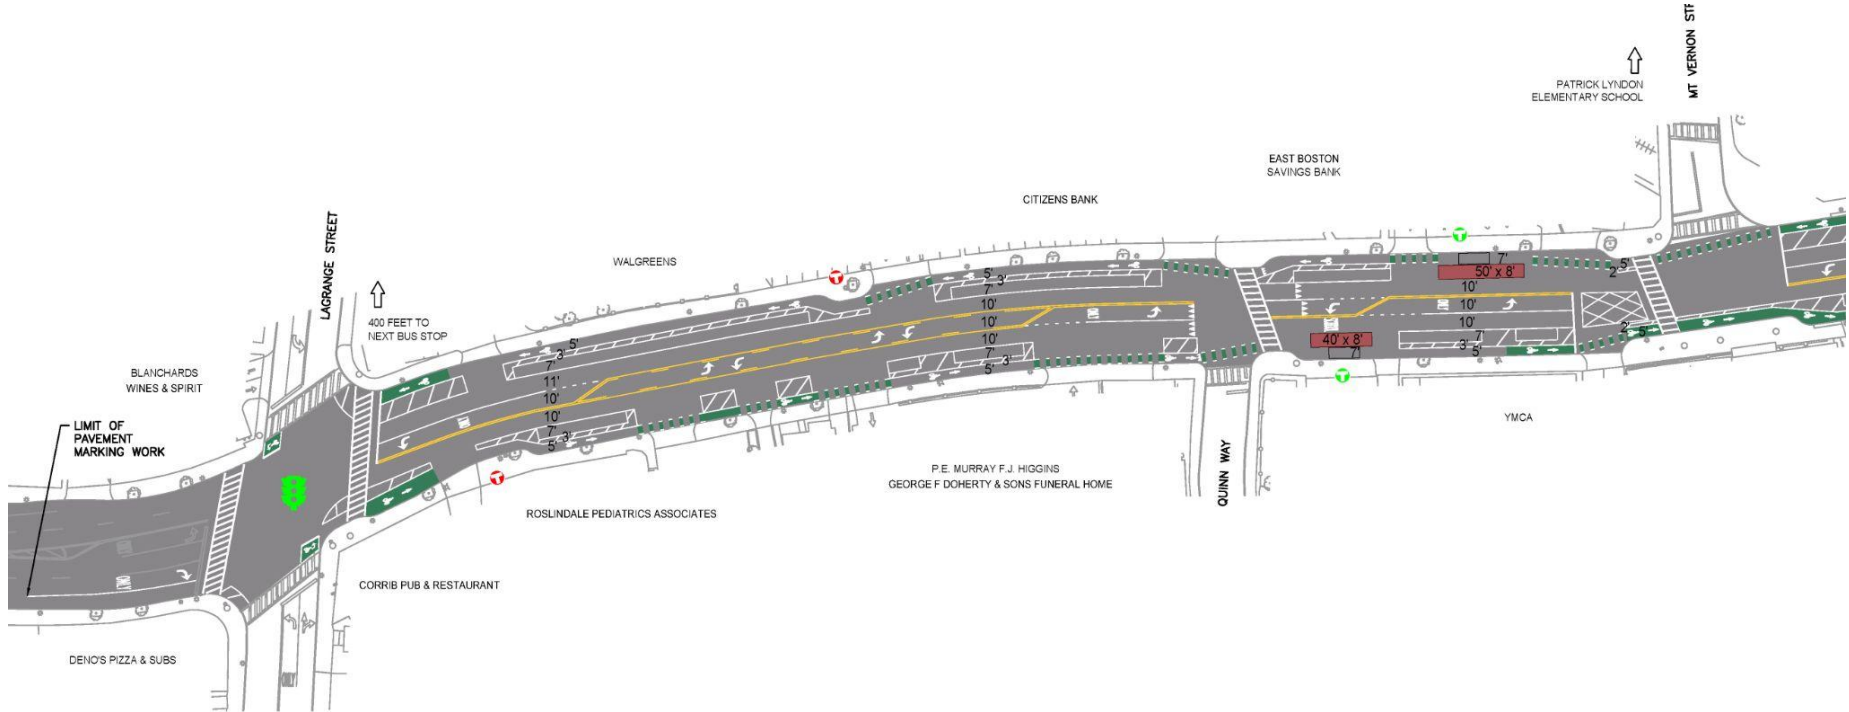 MT VERNON STR
PATRICK LYNDON
ELEMENTARY SCHOOL
EAST BOSTON
SAVINGS BANK
CITIZENS BANK
WALGREENS
LAGRANGE STREET
400 FEET TO
NEXT BUS STOP
BLANCHARDS
WINES & SPIRIT
LIMIT OF
PAVEMENT
MARKING WORK
5'
3'
7'
11'
10'
10'
7'
3'
5'
5'
3'
7'
10'
10'
10'
7'
3'
5'
7'
50' x 8'
10'
10'
10'
40' x 8'
7'
7'
3'
5'
5'
2'
2'
5'
T
T
T
T
ONLY
ONLY
YMCA
QUINN WAY
P.E. MURRAY F.J. HIGGINS
GEORGE F DOHERTY & SONS FUNERAL HOME
ROSLINDALE PEDIATRICS ASSOCIATES
CORRIB PUB & RESTAURANT
DENO'S PIZZA & SUBS